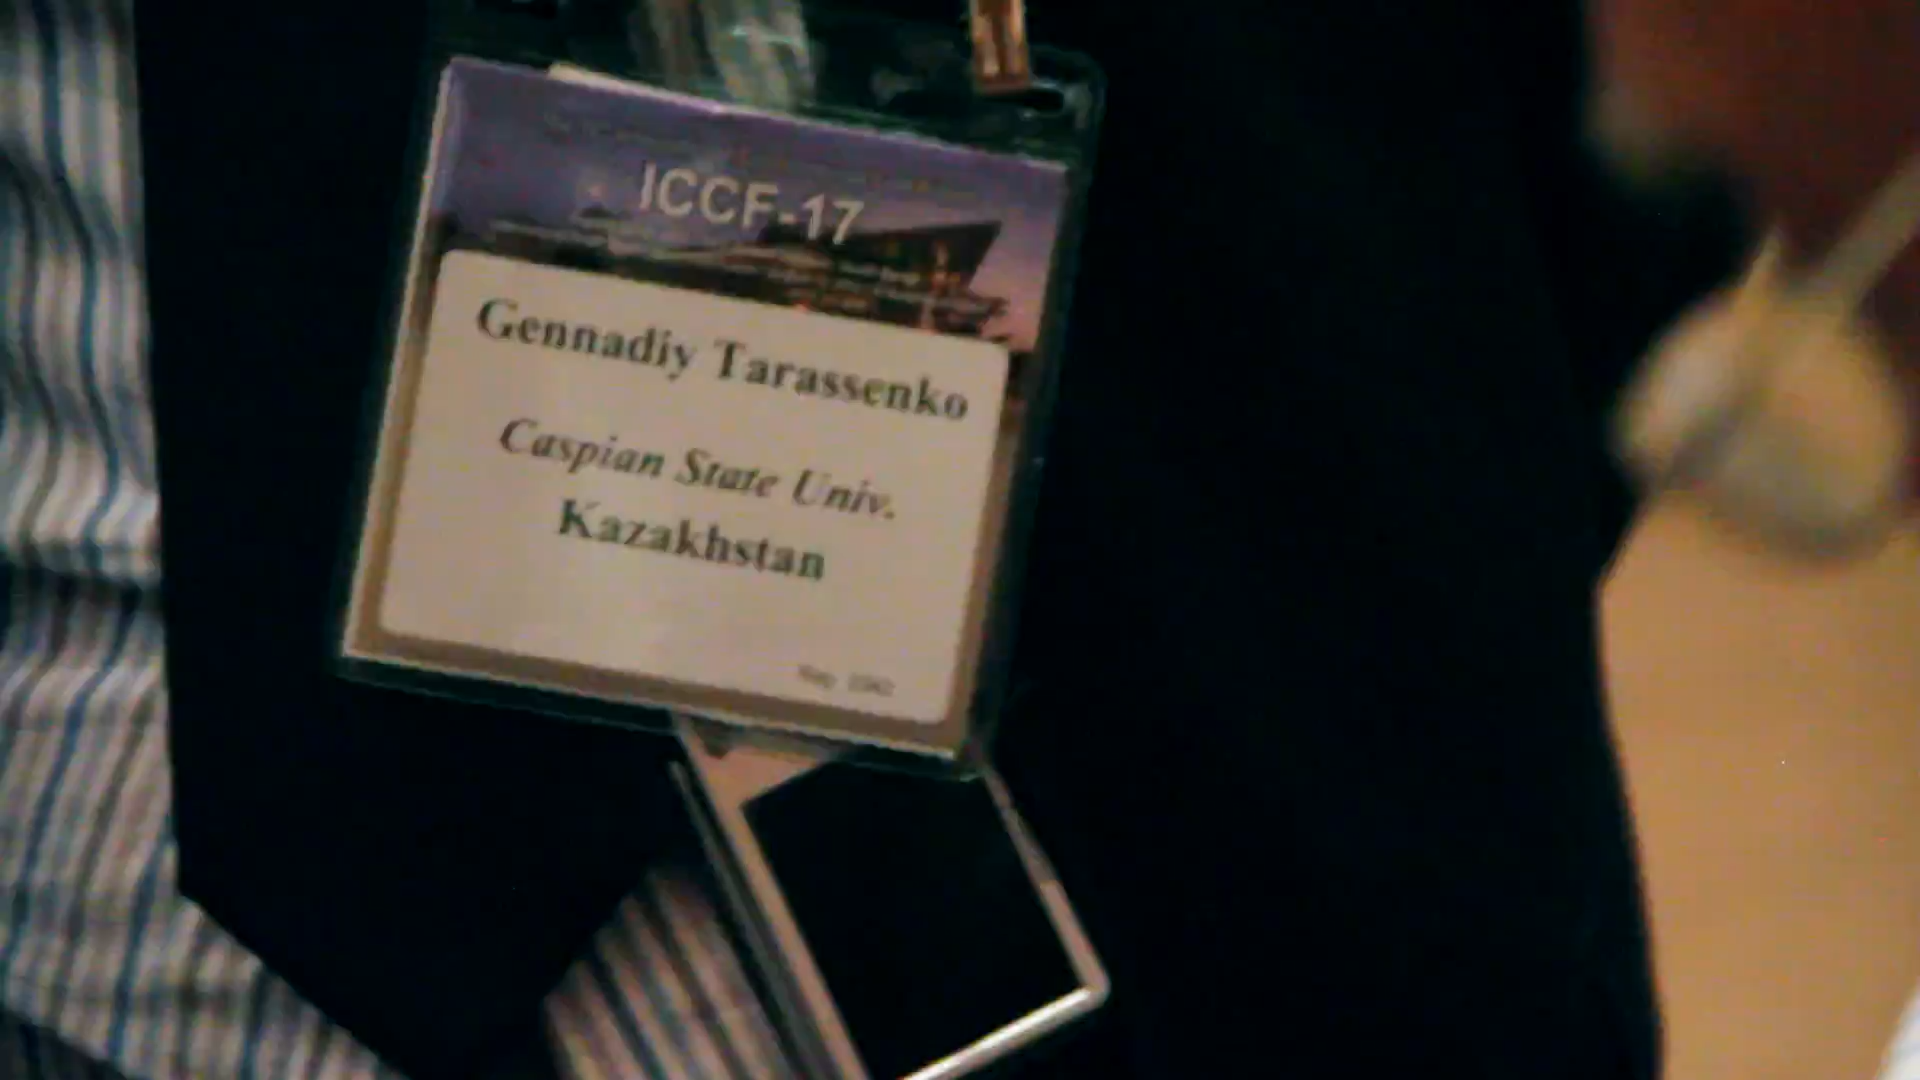 ICCF-17
Gennadiy Tarassenko
Caspian State Univ.
Kazakhstan